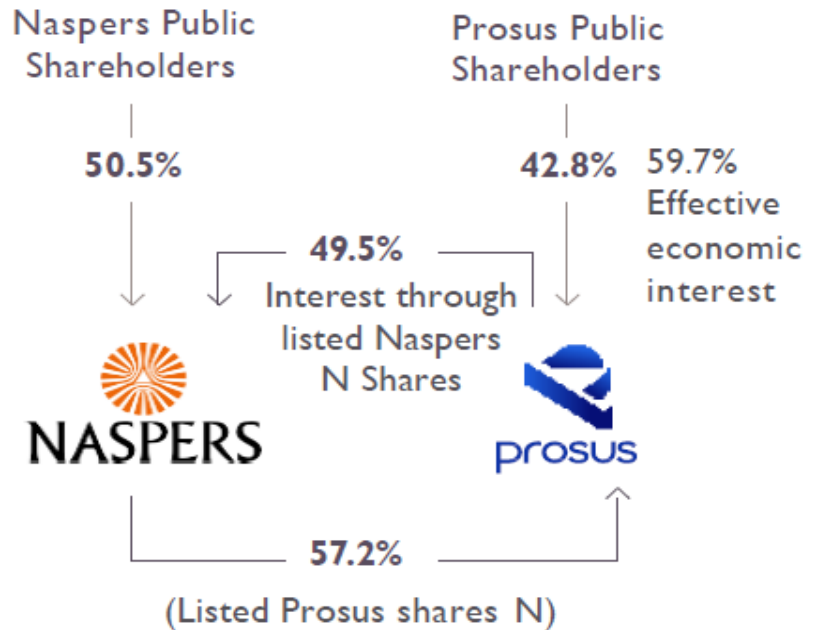 Naspers Public
Shareholders
Prosus Public
Shareholders
50.5%
42.8%
59.7%
Effective
economic
interest
49.5%
Interest through
listed Naspers
N Shares
NASPERS
prosus
57.2%
(Listed Prosus shares N)